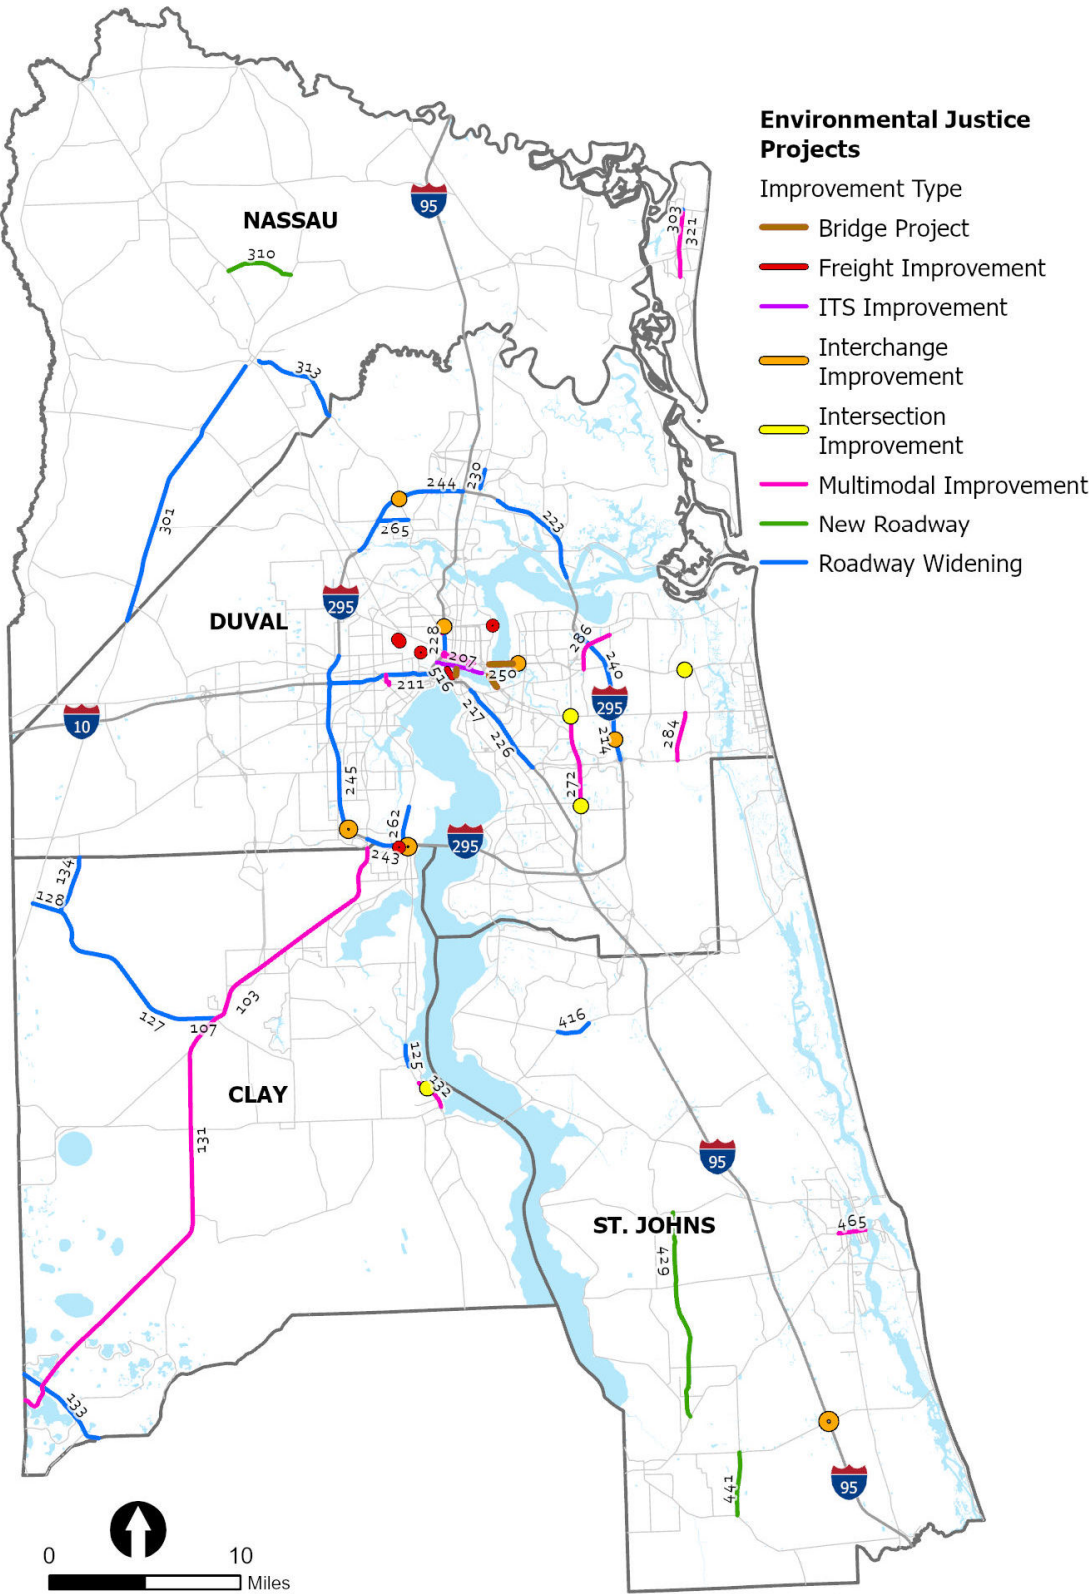 Environmental Justice
Projects
Improvement Type
Bridge Project
Freight Improvement
ITS Improvement
Interchange
Improvement
Intersection
Improvement
Multimodal Improvement
New Roadway
Roadway Widening
95
303
321
NASSAU
310
313
301
244
230
265
223
295
DUVAL
228
286
207
250
240
516
211
217
295
10
214
284
226
272
245
262
295
243
134
128
103
127
107
416
125
132
CLAY
131
95
ST. JOHNS
465
429
133
95
441
0 10
Miles